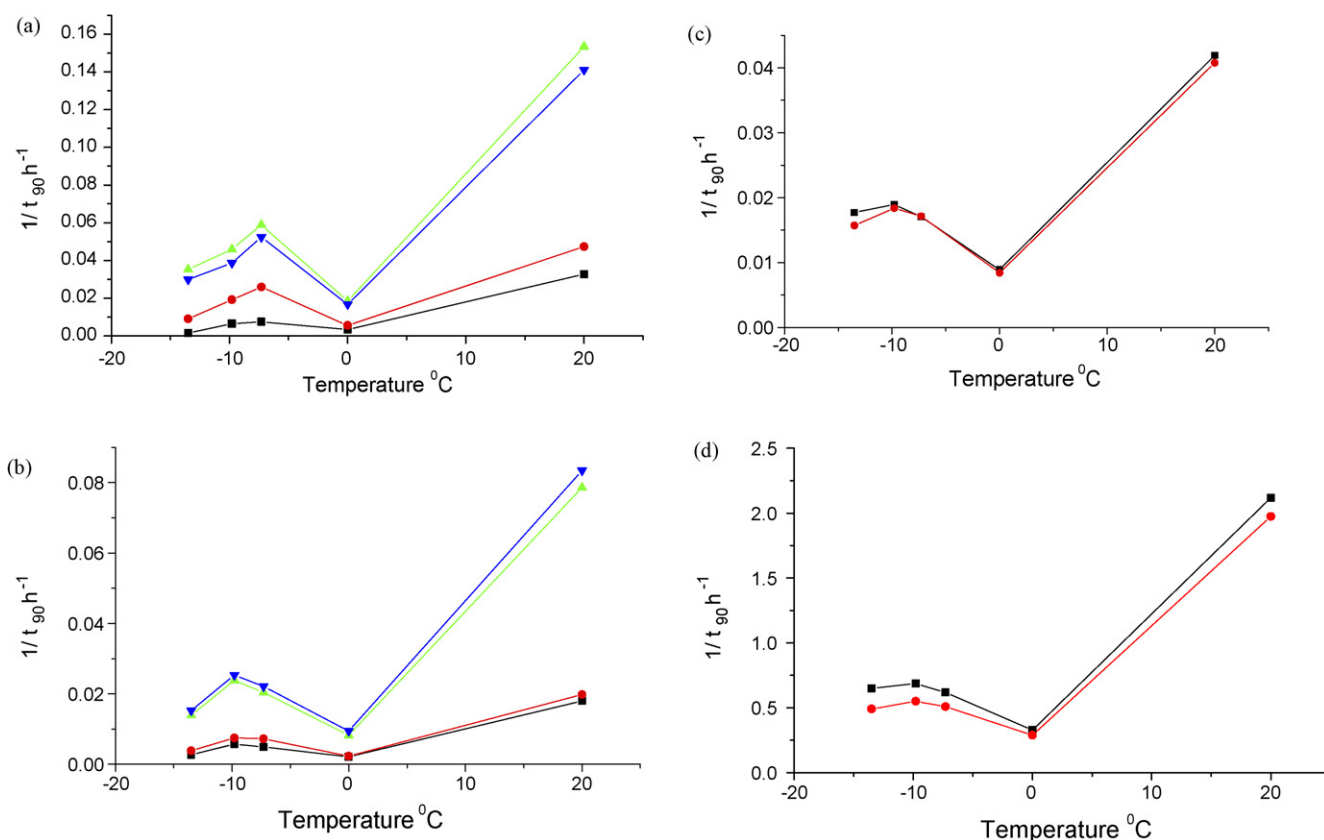 (a)
0.16
0.14
0.12
0.10
0.08
0.06
0.04
0.02
0.00
1/ t 90 h⁻¹
-20 -10 0 10 20
Temperature ⁰C
(c)
0.04
0.03
0.02
0.01
0.00
1/ t 90 h⁻¹
-20 -10 0 10 20
Temperature ⁰C
(b)
0.08
0.06
0.04
0.02
0.00
1/ t 90 h⁻¹
-20 -10 0 10 20
Temperature ⁰C
(d)
2.5
2.0
1.5
1.0
0.5
0.0
1/ t 90 h⁻¹
-20 -10 0 10 20
Temperature ⁰C